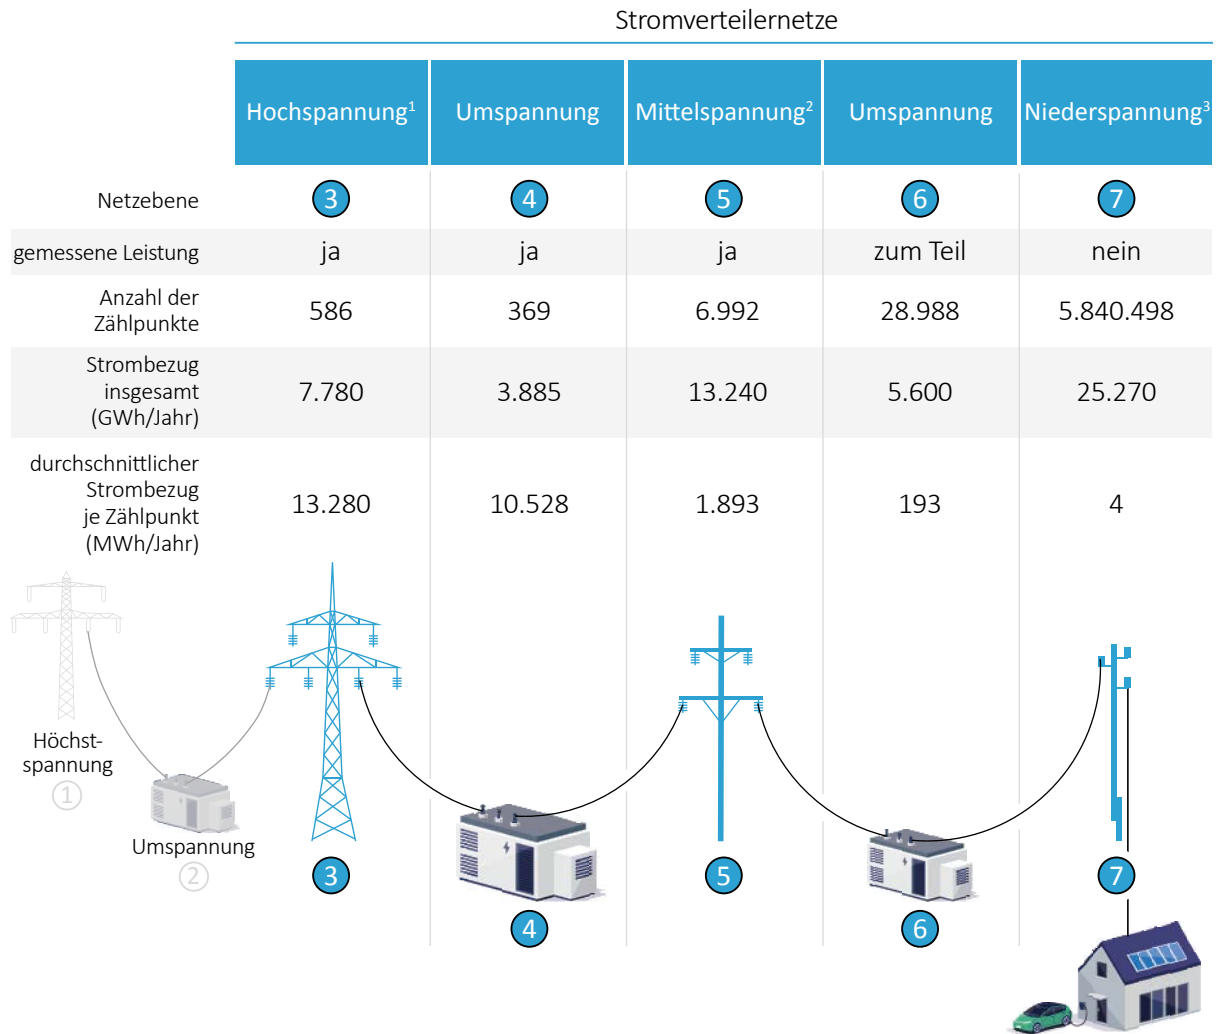 Stromverteilernetze
Hochspannung¹ Umspannung Mittelspannung² Umspannung Niederspannung³
Netzebene 3 4 5 6 7
gemessene Leistung ja ja ja zum Teil nein
Anzahl der
Zählpunkte 586 369 6.992 28.988 5.840.498
Strombezug
insgesamt
(GWh/Jahr) 7.780 3.885 13.240 5.600 25.270
durchschnittlicher
Strombezug
je Zählpunkt
(MWh/Jahr) 13.280 10.528 1.893 193 4
Höchst-
spannung
1
Umspannung
2
3
4
5
6
7